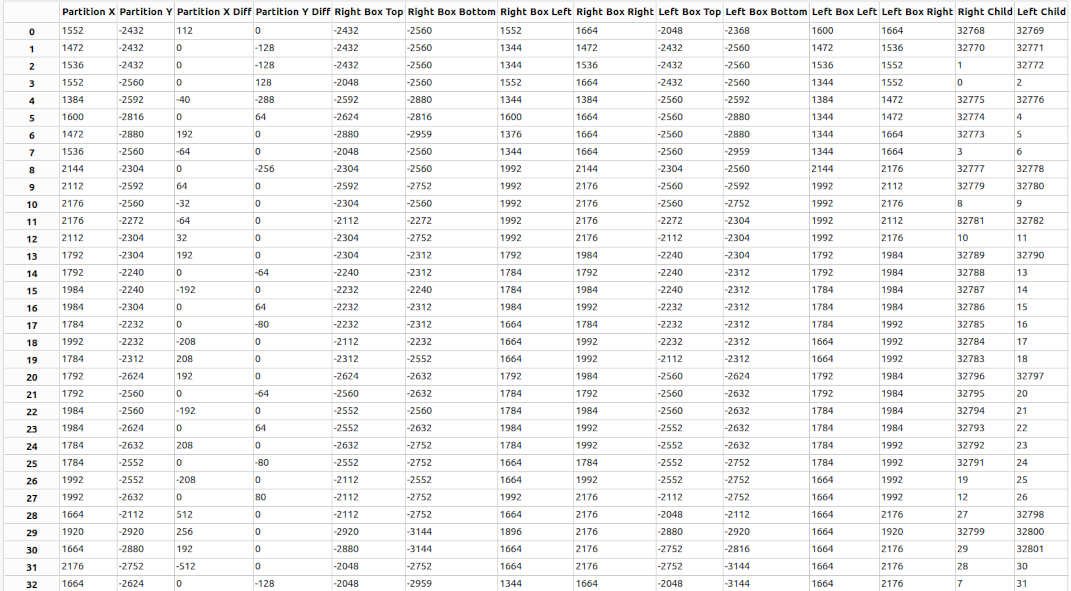 Partition X Partition Y Partition X Diff Partition Y Diff Right Box Top Right Box Bottom Right Box Left Right Box Right Left Box Top Left Box Bottom Left Box Left Left Box Right Right Child Left Child
0 1552 -2432 112 0 -2432 -2560 1552 1664 -2048 -2368 1600 1664 32768 32769
1 1472 -2432 0 -128 -2432 -2560 1344 1472 -2432 -2560 1472 1536 32770 32771
2 1536 -2432 0 -128 -2432 -2560 1344 1536 -2432 -2560 1536 1552 1 32772
3 1552 -2560 0 128 -2048 -2560 1552 1664 -2432 -2560 1344 1552 0 2
4 1384 -2592 -40 -288 -2592 -2880 1344 1384 -2560 -2592 1384 1472 32775 32776
5 1600 -2816 0 64 -2624 -2816 1600 1664 -2560 -2880 1344 1472 32774 4
6 1472 -2880 192 0 -2880 -2959 1376 1664 -2560 -2880 1344 1664 32773 5
7 1536 -2560 -64 0 -2048 -2560 1344 1664 -2560 -2959 1344 1664 3 6
8 2144 -2304 0 -256 -2304 -2560 1992 2144 -2304 -2560 2144 2176 32777 32778
9 2112 -2592 64 0 -2592 -2752 1992 2176 -2560 -2592 1992 2112 32779 32780
10 2176 -2560 -32 0 -2304 -2560 1992 2176 -2560 -2752 1992 2176 8 9
11 2176 -2272 -64 0 -2112 -2272 1992 2176 -2272 -2304 1992 2112 32781 32782
12 2112 -2304 32 0 -2304 -2752 1992 2176 -2112 -2304 1992 2176 10 11
13 1792 -2304 192 0 -2304 -2312 1792 1984 -2240 -2304 1792 1984 32789 32790
14 1792 -2240 0 -64 -2240 -2312 1784 1792 -2240 -2312 1792 1984 32788 13
15 1984 -2240 -192 0 -2232 -2240 1784 1984 -2240 -2312 1784 1984 32787 14
16 1984 -2304 0 64 -2232 -2312 1984 1992 -2232 -2312 1784 1984 32786 15
17 1784 -2232 0 -80 -2232 -2312 1664 1784 -2232 -2312 1784 1992 32785 16
18 1992 -2232 -208 0 -2112 -2232 1664 1992 -2232 -2312 1664 1992 32784 17
19 1784 -2312 208 0 -2312 -2552 1664 1992 -2112 -2312 1664 1992 32783 18
20 1792 -2624 192 0 -2624 -2632 1792 1984 -2560 -2624 1792 1984 32796 32797
21 1792 -2560 0 -64 -2560 -2632 1784 1792 -2560 -2632 1792 1984 32795 20
22 1984 -2560 -192 0 -2552 -2560 1784 1984 -2560 -2632 1784 1984 32794 21
23 1984 -2624 0 64 -2552 -2632 1984 1992 -2552 -2632 1784 1984 32793 22
24 1784 -2632 208 0 -2632 -2752 1784 1992 -2552 -2632 1784 1992 32792 23
25 1784 -2552 0 -80 -2552 -2752 1664 1784 -2552 -2752 1784 1992 32791 24
26 1992 -2552 -208 0 -2112 -2552 1664 1992 -2552 -2752 1664 1992 19 25
27 1992 -2632 0 80 -2112 -2752 1992 2176 -2112 -2752 1664 1992 12 26
28 1664 -2112 512 0 -2112 -2752 1664 2176 -2048 -2112 1664 2176 27 32798
29 1920 -2920 256 0 -2920 -3144 1896 2176 -2880 -2920 1664 1920 32799 32800
30 1664 -2880 192 0 -2880 -3144 1664 2176 -2752 -2816 1664 2176 29 32801
31 2176 -2752 -512 0 -2048 -2752 1664 2176 -2752 -3144 1664 2176 28 30
32 1664 -2624 0 -128 -2048 -2959 1344 1664 -2048 -3144 1664 2176 7 31